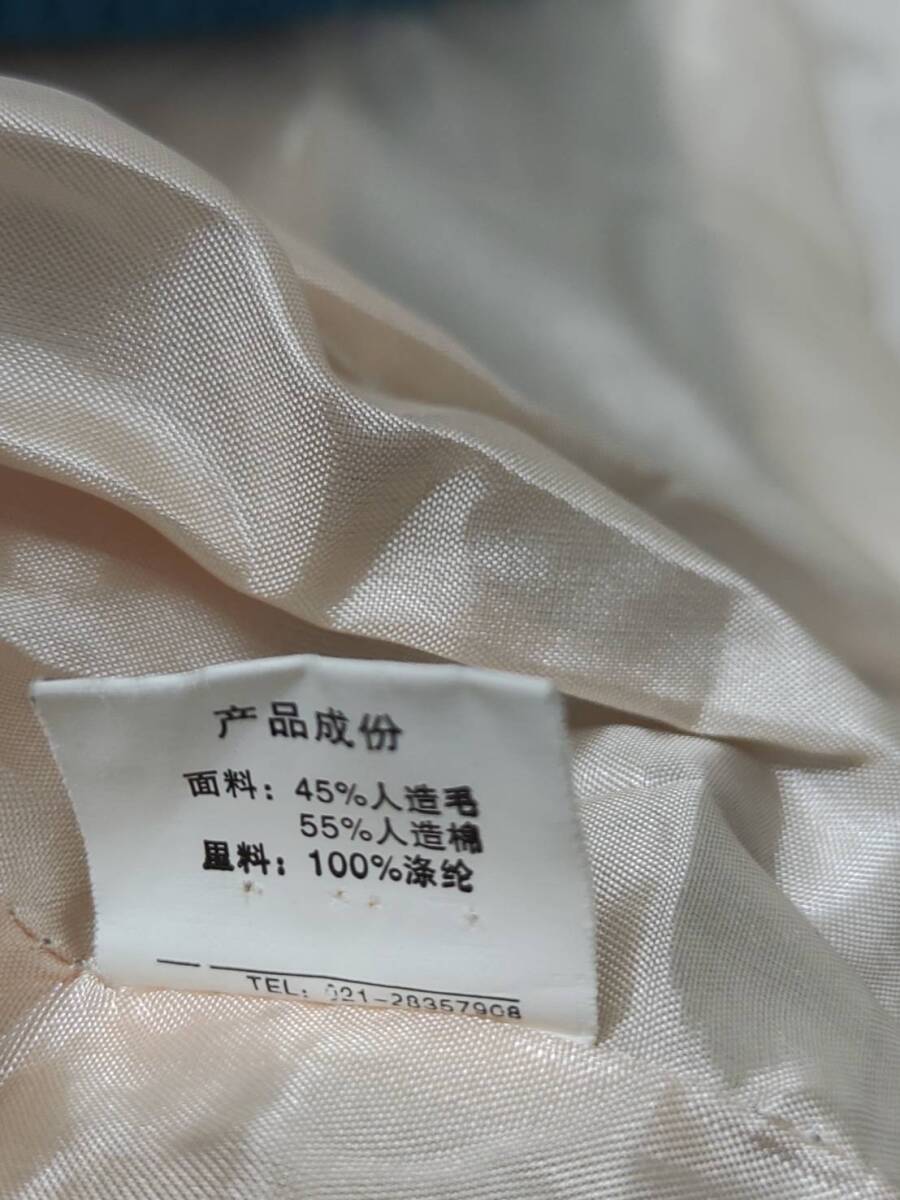 产品成份
面料：45%人造毛
55%人造棉
里料：100%涤纶
TEL：021-28357908